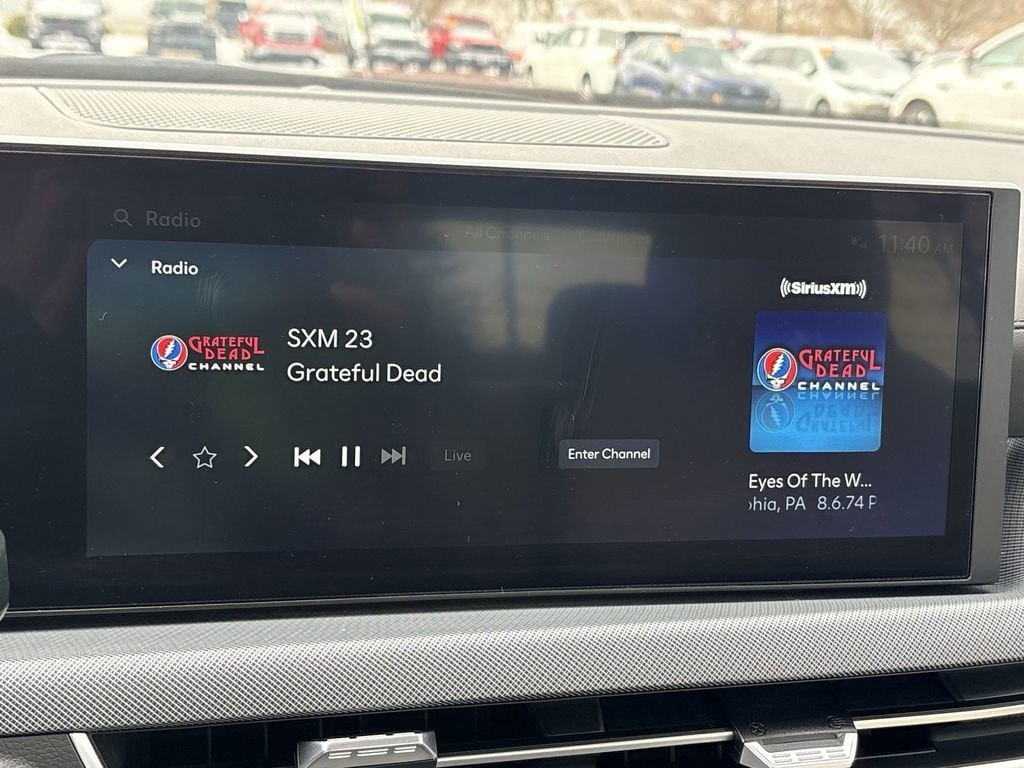 Radio
All Channels
11:40 AM
Radio
((SiriusXM))
GRATEFUL
DEAD
CHANNEL
SXM 23
Grateful Dead
GRATEFUL
DEAD
CHANNEL
Live
Enter Channel
Eyes Of The W...
hia, PA 8.6.74 P